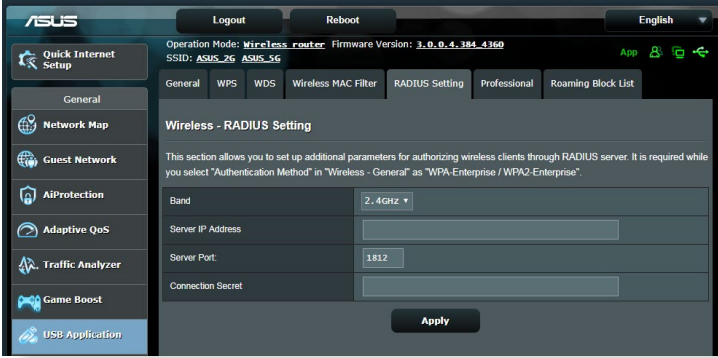 ASUS
Logout
Reboot
English
Operation Mode: Wireless router Firmware Version: 3.0.0.4.384_4360
SSID: ASUS_2G ASUS_5G
App
Quick Internet
Setup
General
Network Map
Guest Network
AiProtection
Adaptive QoS
Traffic Analyzer
Game Boost
USB Application
General WPS WDS Wireless MAC Filter RADIUS Setting Professional Roaming Block List
Wireless - RADIUS Setting
This section allows you to set up additional parameters for authorizing wireless clients through RADIUS server. It is required while
you select "Authentication Method" in "Wireless - General" as "WPA-Enterprise / WPA2-Enterprise".
Band 2.4GHz
Server IP Address
Server Port: 1812
Connection Secret
Apply